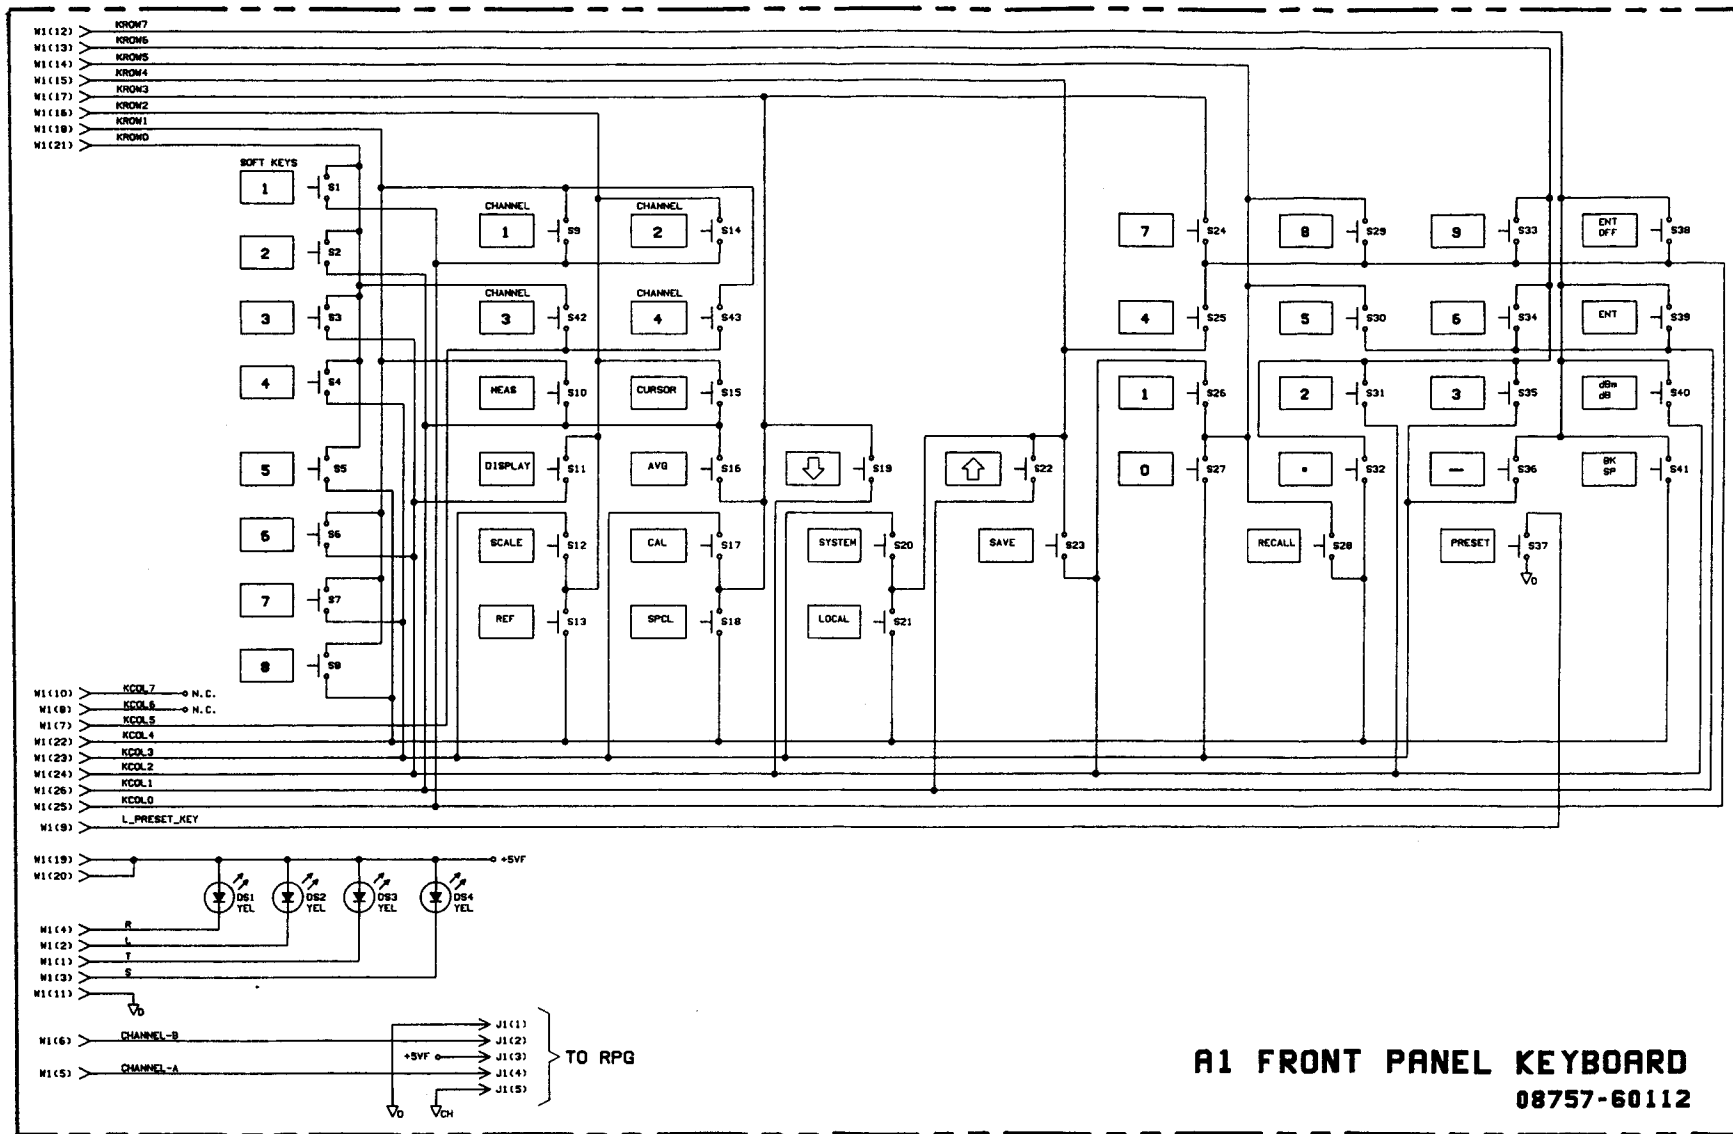 W1(12) KROW7
W1(13) KROW6
W1(14) KROW5
W1(15) KROW4
W1(17) KROW3
W1(16) KROW2
W1(18) KROW1
W1(21) KROW0
SOFT KEYS
1 S1
2 S2
3 S3
4 S4
5 S5
6 S6
7 S7
8 S8
CHANNEL
1 S9
CHANNEL
2 S14
CHANNEL
3 S42
CHANNEL
4 S43
MEAS S10
CURSOR S15
DISPLAY S11
AVG S16
S19
S22
SCALE S12
CAL S17
SYSTEM S20
SAVE S23
REF S13
SPCL S18
LOCAL S21
7 S24
8 S29
9 S33
ENT
OFF S38
4 S25
5 S30
6 S34
ENT S39
1 S26
2 S31
3 S35
dBm
dB S40
0 S27
. S32
- S36
BK
SP S41
RECALL S28
PRESET S37
D
W1(10) KCOL7 N.C.
W1(8) KCOL6 N.C.
W1(7) KCOL5
W1(22) KCOL4
W1(23) KCOL3
W1(24) KCOL2
W1(26) KCOL1
W1(25) KCOL0
W1(9) L_PRESET_KEY
W1(19) +5VF
W1(20)
DS1
YEL
DS2
YEL
DS3
YEL
DS4
YEL
W1(4) R
W1(2) L
W1(1) T
W1(3) S
W1(11)
D
W1(6) CHANNEL-B
W1(5) CHANNEL-A
J1(1)
J1(2)
+5VF J1(3)
J1(4)
J1(5)
TO RPG
D
CH
A1 FRONT PANEL KEYBOARD
08757-60112